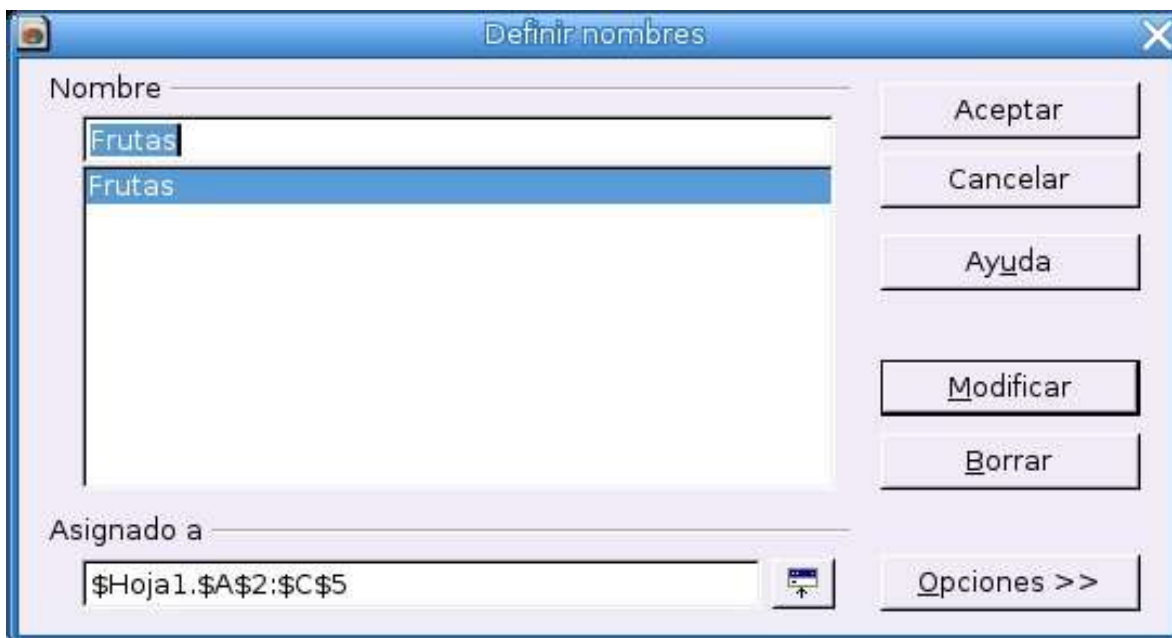 Definir nombres
Nombre
Frutas
Frutas
Asignado a
$Hoja1.$A$2:$C$5
Aceptar
Cancelar
Ayuda
Modificar
Borrar
Opciones >>